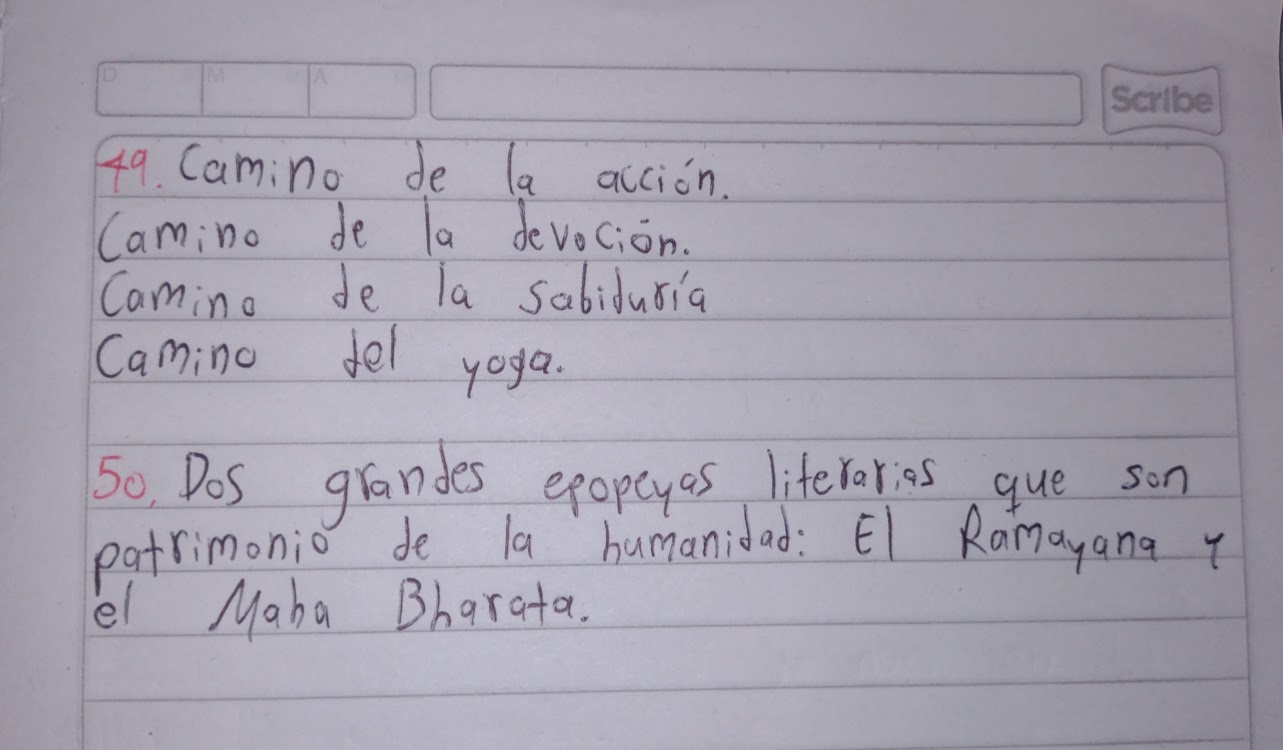 D M A
Scribe
49. Camino de la acción.
Camino de la devoción.
Camino de la sabiduría
Camino del yoga.
50. Dos grandes epopeyas literarias que son
patrimonio de la humanidad: El Ramayana y
el Maha Bharata.